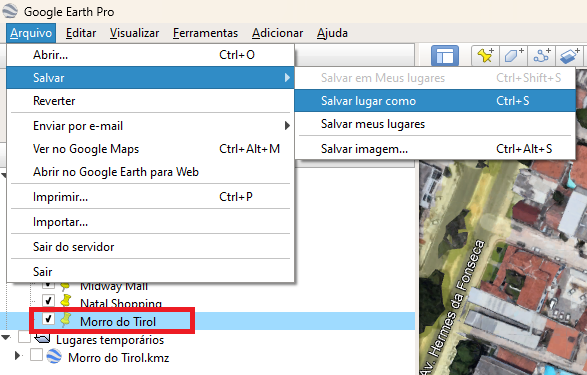 Google Earth Pro
Arquivo Editar Visualizar Ferramentas Adicionar Ajuda
Abrir... Ctrl+O
Salvar
Salvar em Meus lugares Ctrl+Shift+S
Reverter
Salvar lugar como Ctrl+S
Enviar por e-mail
Salvar meus lugares
Ver no Google Maps Ctrl+Alt+M
Salvar imagem... Ctrl+Alt+S
Abrir no Google Earth para Web
Imprimir... Ctrl+P
Importar...
Sair do servidor
Sair
Midway Mall
Natal Shopping
Morro do Tirol
Lugares temporários
Morro do Tirol.kmz
Av. Hermes da Fonseca